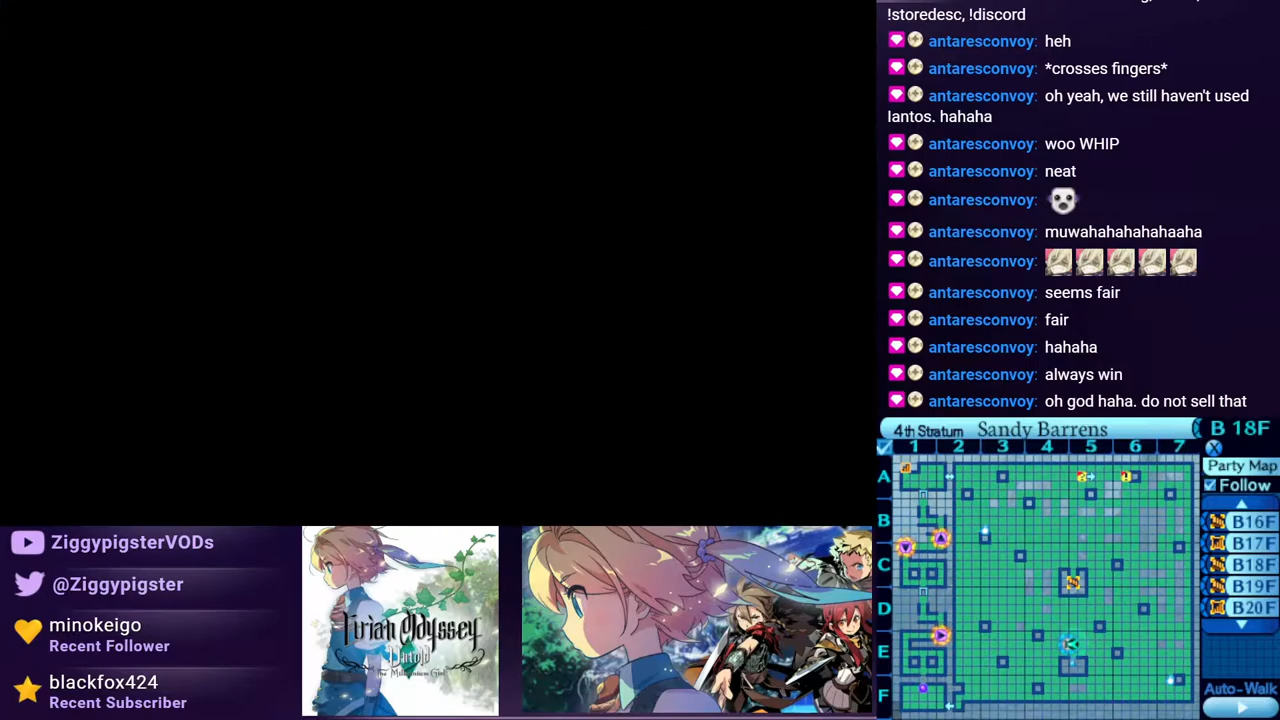 !storedesc, !discord
antaresconvoy: heh
antaresconvoy: *crosses fingers*
antaresconvoy: oh yeah, we still haven't used
Iantos. hahaha
antaresconvoy: woo WHIP
antaresconvoy: neat
antaresconvoy:
antaresconvoy: muwahahahahahaaha
antaresconvoy:
antaresconvoy: seems fair
antaresconvoy: fair
antaresconvoy: hahaha
antaresconvoy: always win
antaresconvoy: oh god haha. do not sell that
4th Stratum Sandy Barrens B 18F
1 2 3 4 5 6 7 X
A
B
C
D
E
F
Party Map
Follow
B16F
B17F
B18F
B19F
B20F
Auto-Walk
ZiggypigsterVODs
@Ziggypigster
minokeigo
Recent Follower
blackfox424
Recent Subscriber
Etrian Odyssey
Untold
The Millennium Girl